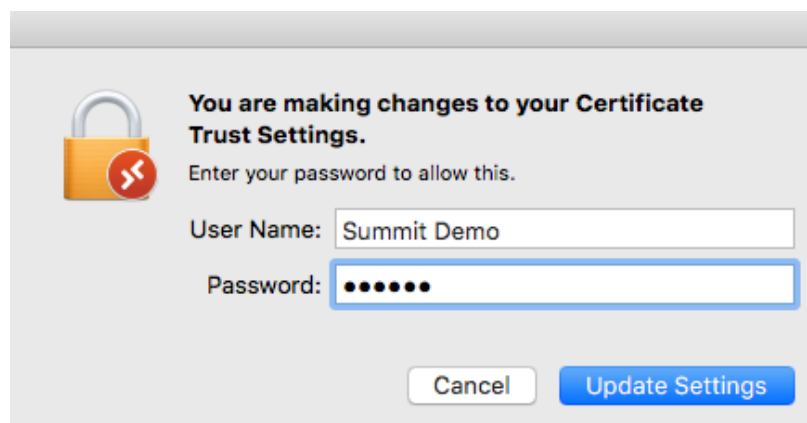 You are making changes to your Certificate
Trust Settings.
Enter your password to allow this.
User Name: Summit Demo
Password: ••••••
Cancel Update Settings